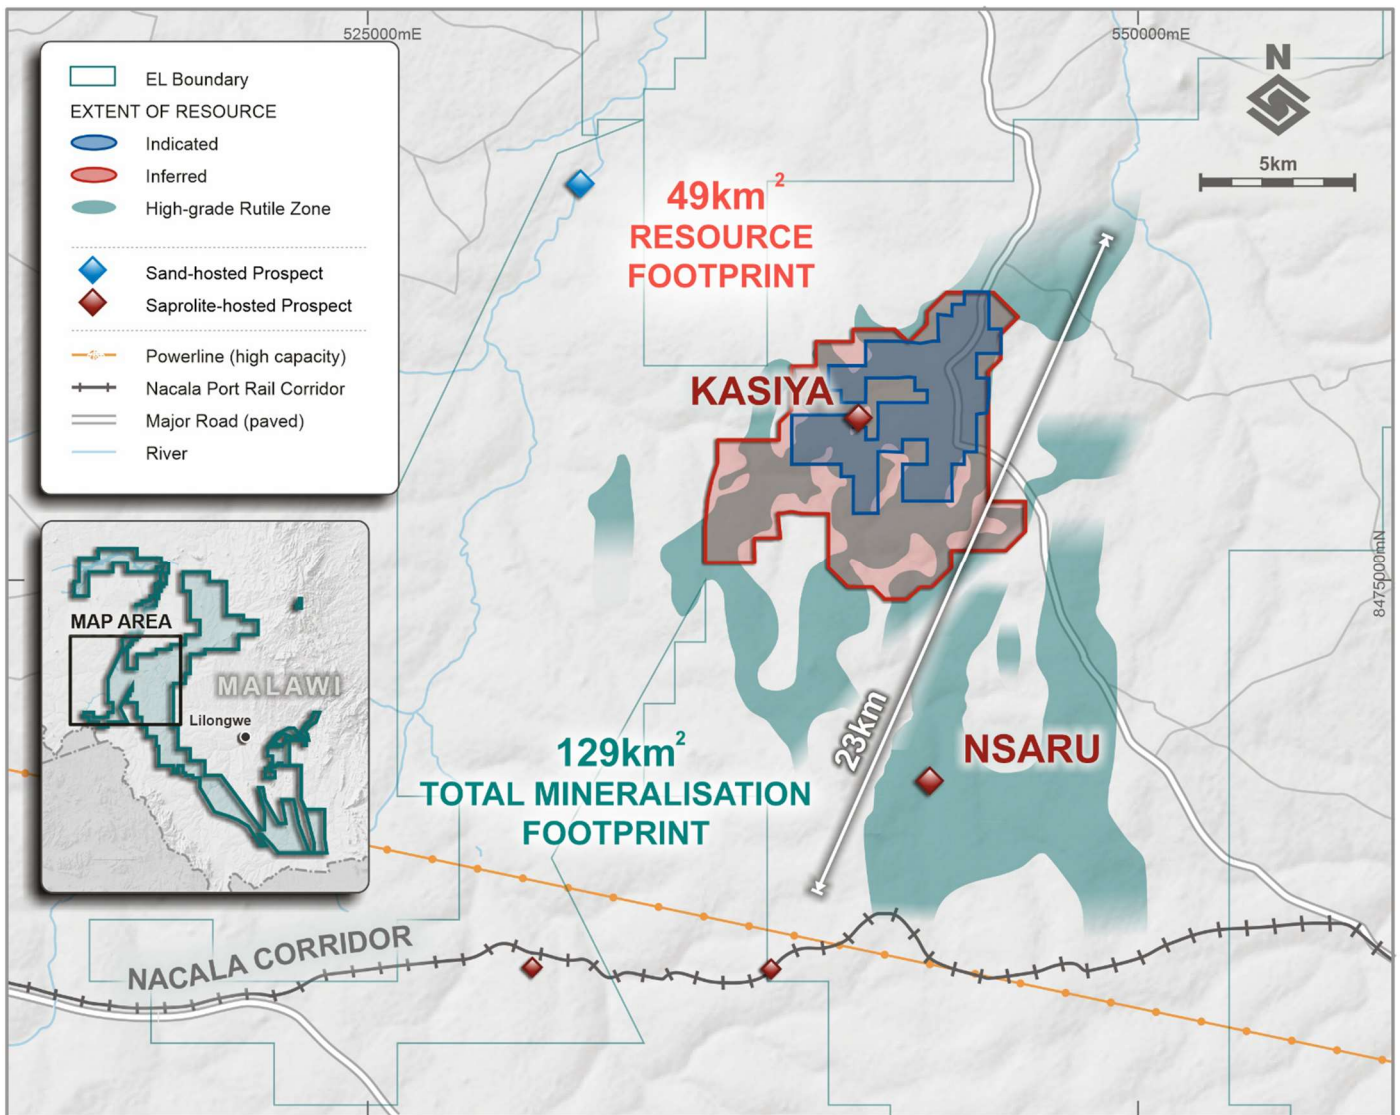 525000mE
550000mE
N
5km
EL Boundary
EXTENT OF RESOURCE
Indicated
Inferred
High-grade Rutile Zone
Sand-hosted Prospect
Saprolite-hosted Prospect
Powerline (high capacity)
Nacala Port Rail Corridor
Major Road (paved)
River
49km²
RESOURCE
FOOTPRINT
KASIYA
8475000mN
MAP AREA
MALAWI
Lilongwe
23km
NSARU
129km²
TOTAL MINERALISATION
FOOTPRINT
NACALA CORRIDOR